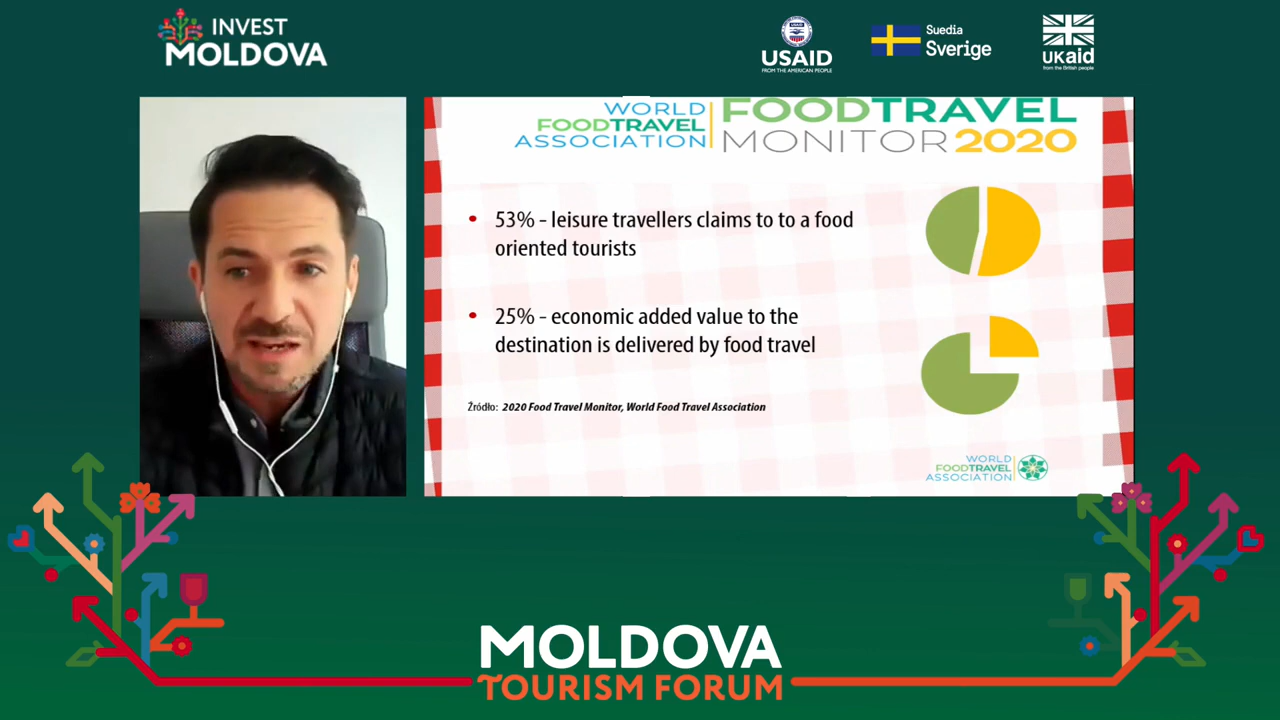 INVEST
MOLDOVA
USAID
FROM THE AMERICAN PEOPLE
Suedia
Sverige
UKaid
from the British people
WORLD
FOODTRAVEL
ASSOCIATION
FOODTRAVEL
MONITOR 2020
• 53% - leisure travellers claims to to a food
oriented tourists
• 25% - economic added value to the
destination is delivered by food travel
Źródło: 2020 Food Travel Monitor, World Food Travel Association
WORLD
FOODTRAVEL
ASSOCIATION
MOLDOVA
TOURISM FORUM